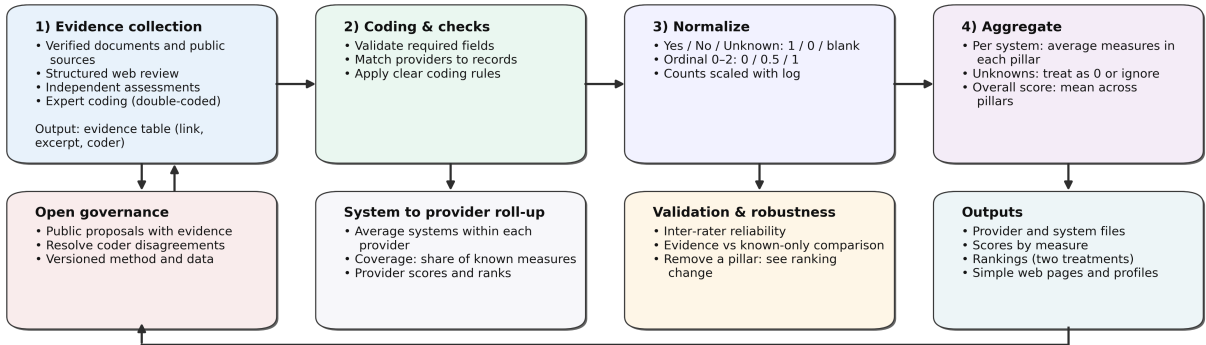 1) Evidence collection
• Verified documents and public
sources
• Structured web review
• Independent assessments
• Expert coding (double-coded)
Output: evidence table (link,
excerpt, coder)
2) Coding & checks
• Validate required fields
• Match providers to records
• Apply clear coding rules
3) Normalize
• Yes / No / Unknown: 1 / 0 / blank
• Ordinal 0–2: 0 / 0.5 / 1
• Counts scaled with log
4) Aggregate
• Per system: average measures in
each pillar
• Unknowns: treat as 0 or ignore
• Overall score: mean across
pillars
Open governance
• Public proposals with evidence
• Resolve coder disagreements
• Versioned method and data
System to provider roll-up
• Average systems within each
provider
• Coverage: share of known measures
• Provider scores and ranks
Validation & robustness
• Inter-rater reliability
• Evidence vs known-only comparison
• Remove a pillar: see ranking
change
Outputs
• Provider and system files
• Scores by measure
• Rankings (two treatments)
• Simple web pages and profiles